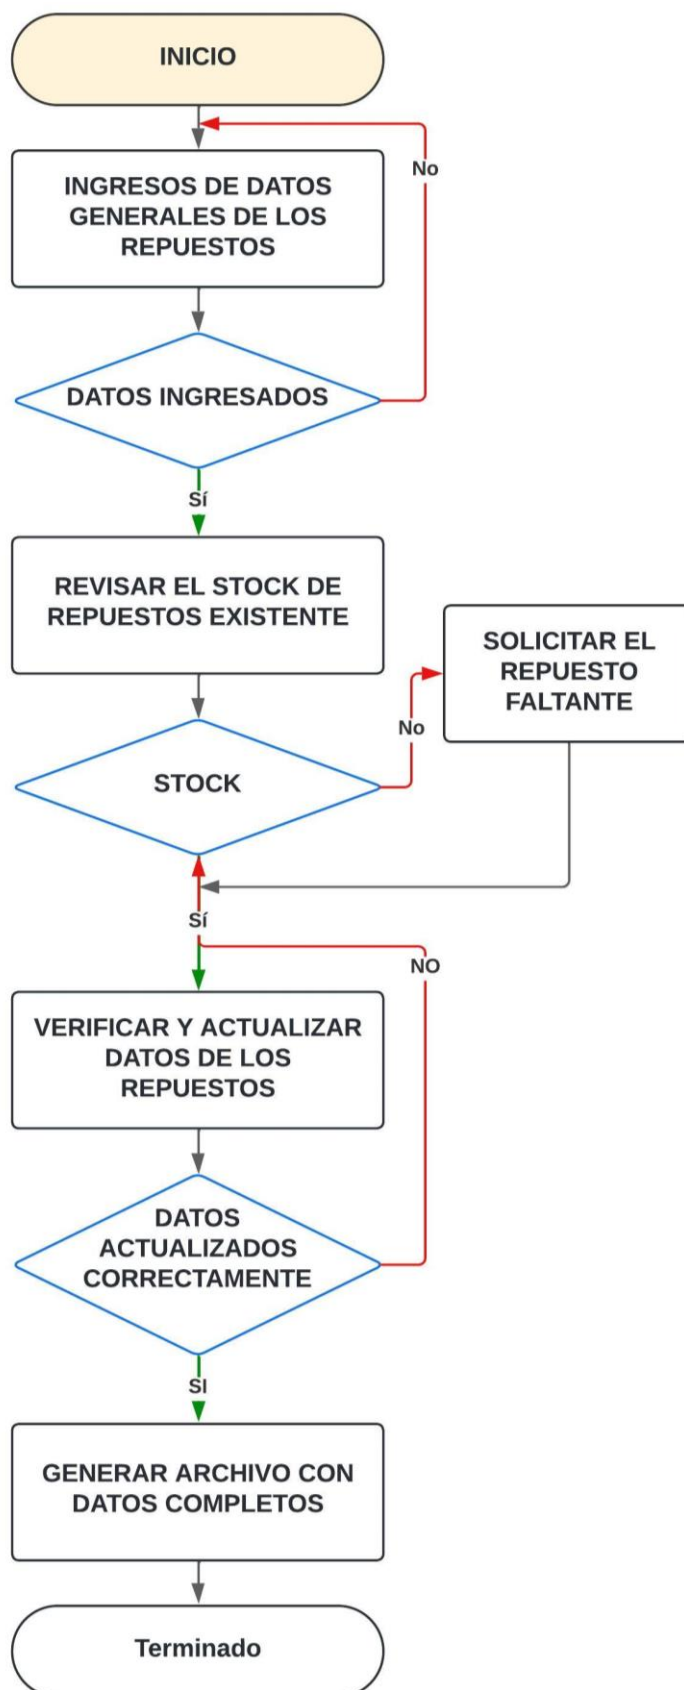 INICIO
No
INGRESOS DE DATOS
GENERALES DE LOS
REPUESTOS
DATOS INGRESADOS
Sí
REVISAR EL STOCK DE
REPUESTOS EXISTENTE
SOLICITAR EL
REPUESTO
FALTANTE
No
STOCK
Sí
NO
VERIFICAR Y ACTUALIZAR
DATOS DE LOS
REPUESTOS
DATOS
ACTUALIZADOS
CORRECTAMENTE
SI
GENERAR ARCHIVO CON
DATOS COMPLETOS
Terminado